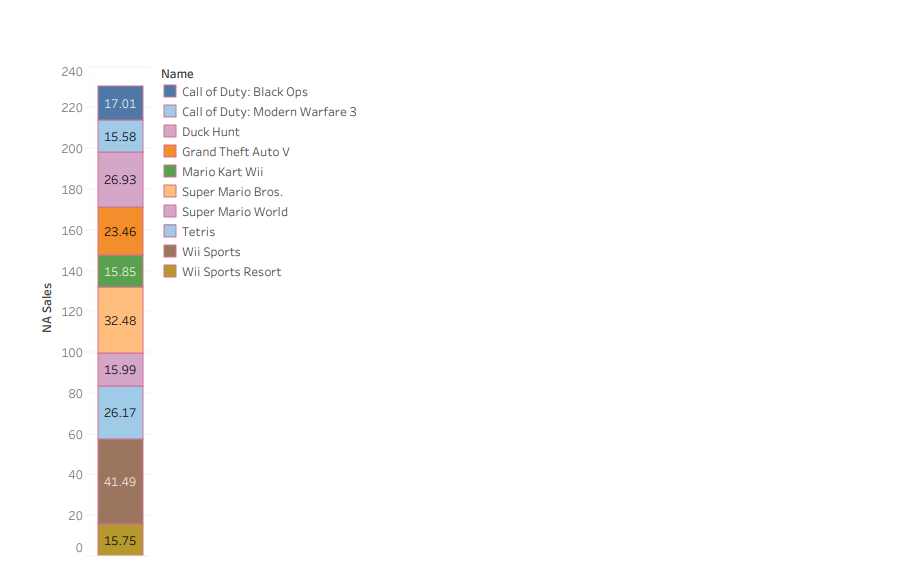 Name
Call of Duty: Black Ops
Call of Duty: Modern Warfare 3
Duck Hunt
Grand Theft Auto V
Mario Kart Wii
Super Mario Bros.
Super Mario World
Tetris
Wii Sports
Wii Sports Resort
NA Sales
240
220
200
180
160
140
120
100
80
60
40
20
0
17.01
15.58
26.93
23.46
15.85
32.48
15.99
26.17
41.49
15.75